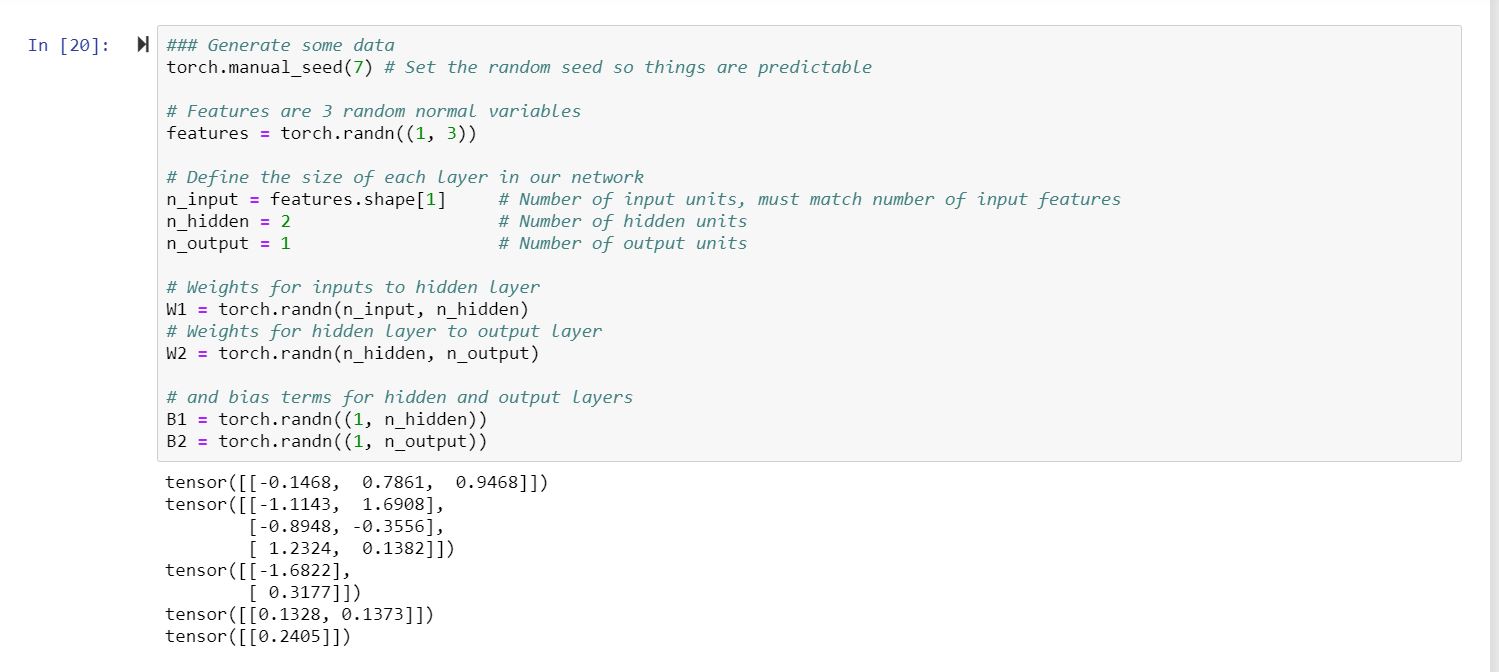 In [20]:
### Generate some data
torch.manual_seed(7) # Set the random seed so things are predictable
# Features are 3 random normal variables
features = torch.randn((1, 3))
# Define the size of each layer in our network
n_input = features.shape[1]     # Number of input units, must match number of input features
n_hidden = 2                    # Number of hidden units
n_output = 1                    # Number of output units
# Weights for inputs to hidden layer
W1 = torch.randn(n_input, n_hidden)
# Weights for hidden layer to output layer
W2 = torch.randn(n_hidden, n_output)
# and bias terms for hidden and output layers
B1 = torch.randn((1, n_hidden))
B2 = torch.randn((1, n_output))
tensor([[-0.1468,  0.7861,  0.9468]])
tensor([[-1.1143,  1.6908],
        [-0.8948, -0.3556],
        [ 1.2324,  0.1382]])
tensor([[-1.6822],
        [ 0.3177]])
tensor([[0.1328, 0.1373]])
tensor([[0.2405]])